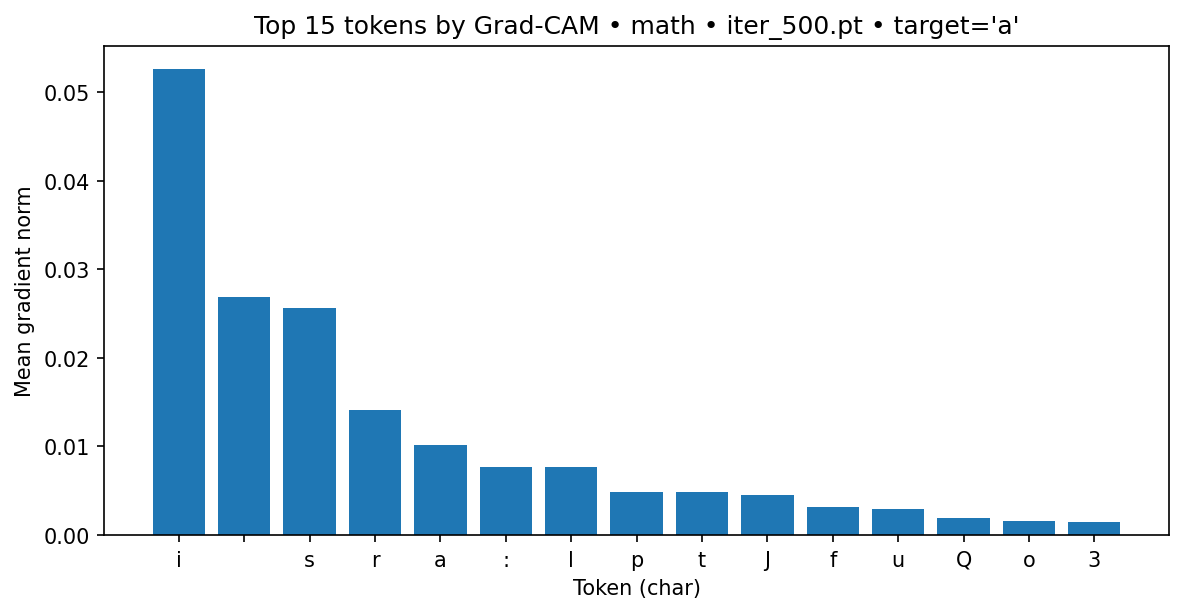 Top 15 tokens by Grad-CAM • math • iter_500.pt • target='a'
Mean gradient norm
0.05
0.04
0.03
0.02
0.01
0.00
i s r a : l p t J f u Q o 3
Token (char)